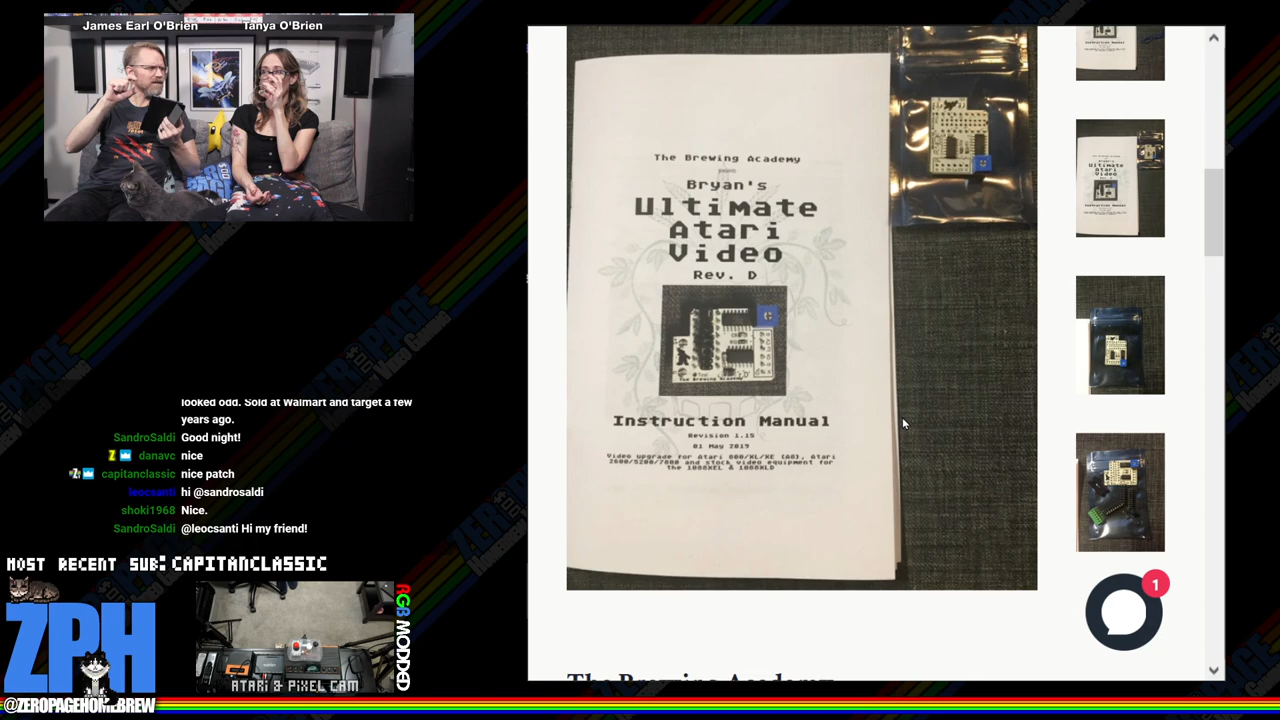 James Earl O'Brien
Tanya O'Brien
The Brewing Academy
Bryan's
Ultimate
Atari
Video
Rev. D
Instruction Manual
Revision 1.15
01 May 2019
Video upgrade for Atari 800/XL/XE (A8), Atari
2600/5200/7800 and stock video equipment for
the 1088XEL & 1088XLD
1
looked odd. Sold at Walmart and target a few
years ago.
SandroSaldi Good night!
danavc nice
capitanclassic nice patch
leocsanti hi @sandrosaldi
shoki1968 Nice.
SandroSaldi @leocsanti Hi my friend!
MOST RECENT SUB: CAPITANCLASSIC
ZPH
@ZEROPAGEHOMEBREW
ATARI & PIXEL CAM
RGB MODDED
The Brewing Academy